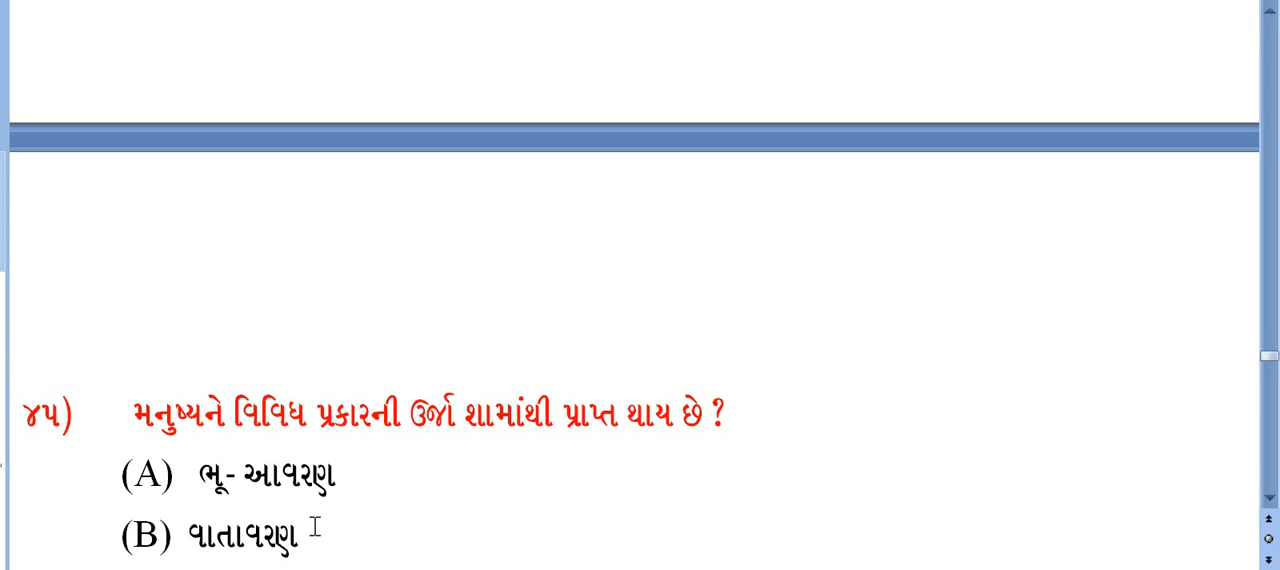 ૪૫) મનુષ્યને વિવિધ પ્રકારની ઉર્જા શામાંથી પ્રાપ્ત થાય છે ?
(A) ભૂ- આવરણ
(B) વાતાવરણ